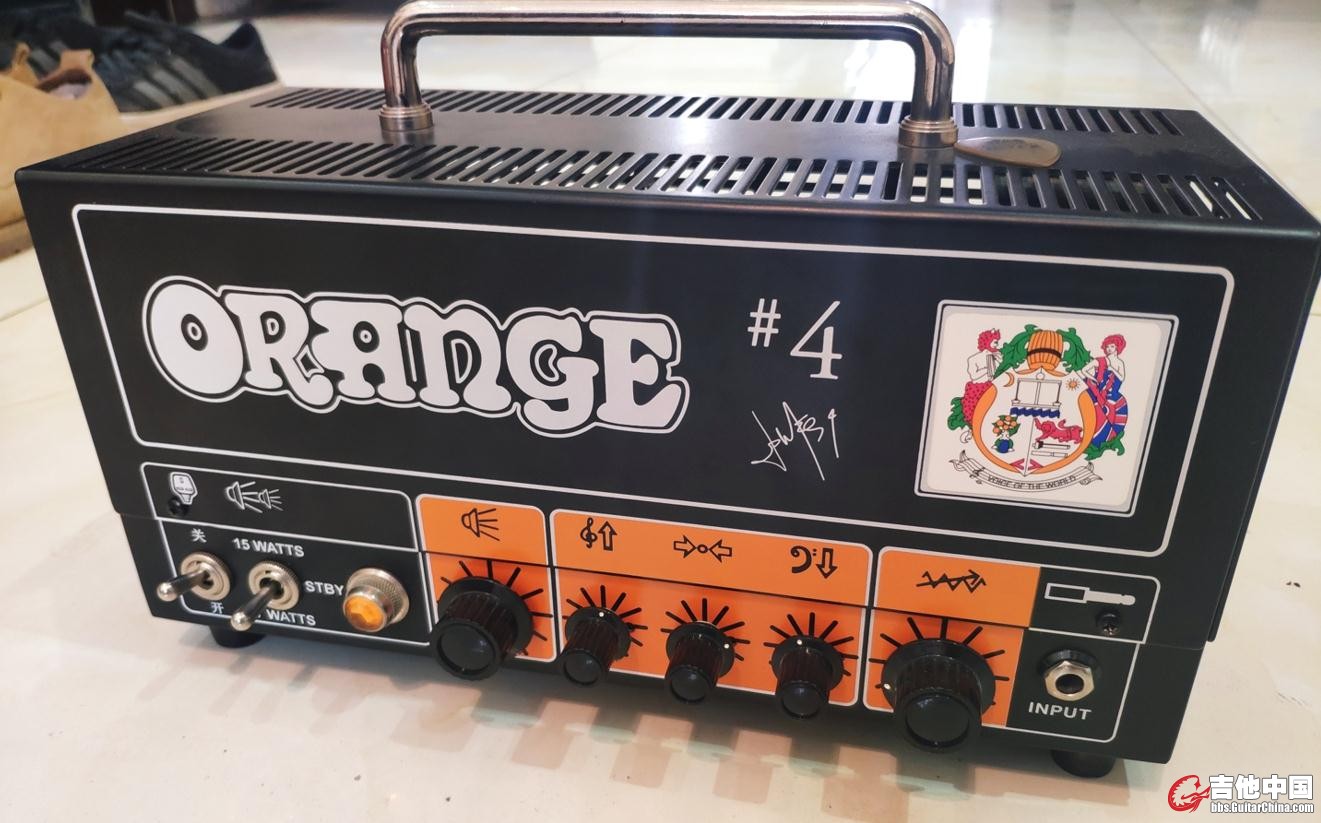 ORANGE
#4
VOICE OF THE WORLD
关
15 WATTS
STBY
开
WATTS
INPUT
吉他中国
bbs.GuitarChina.com